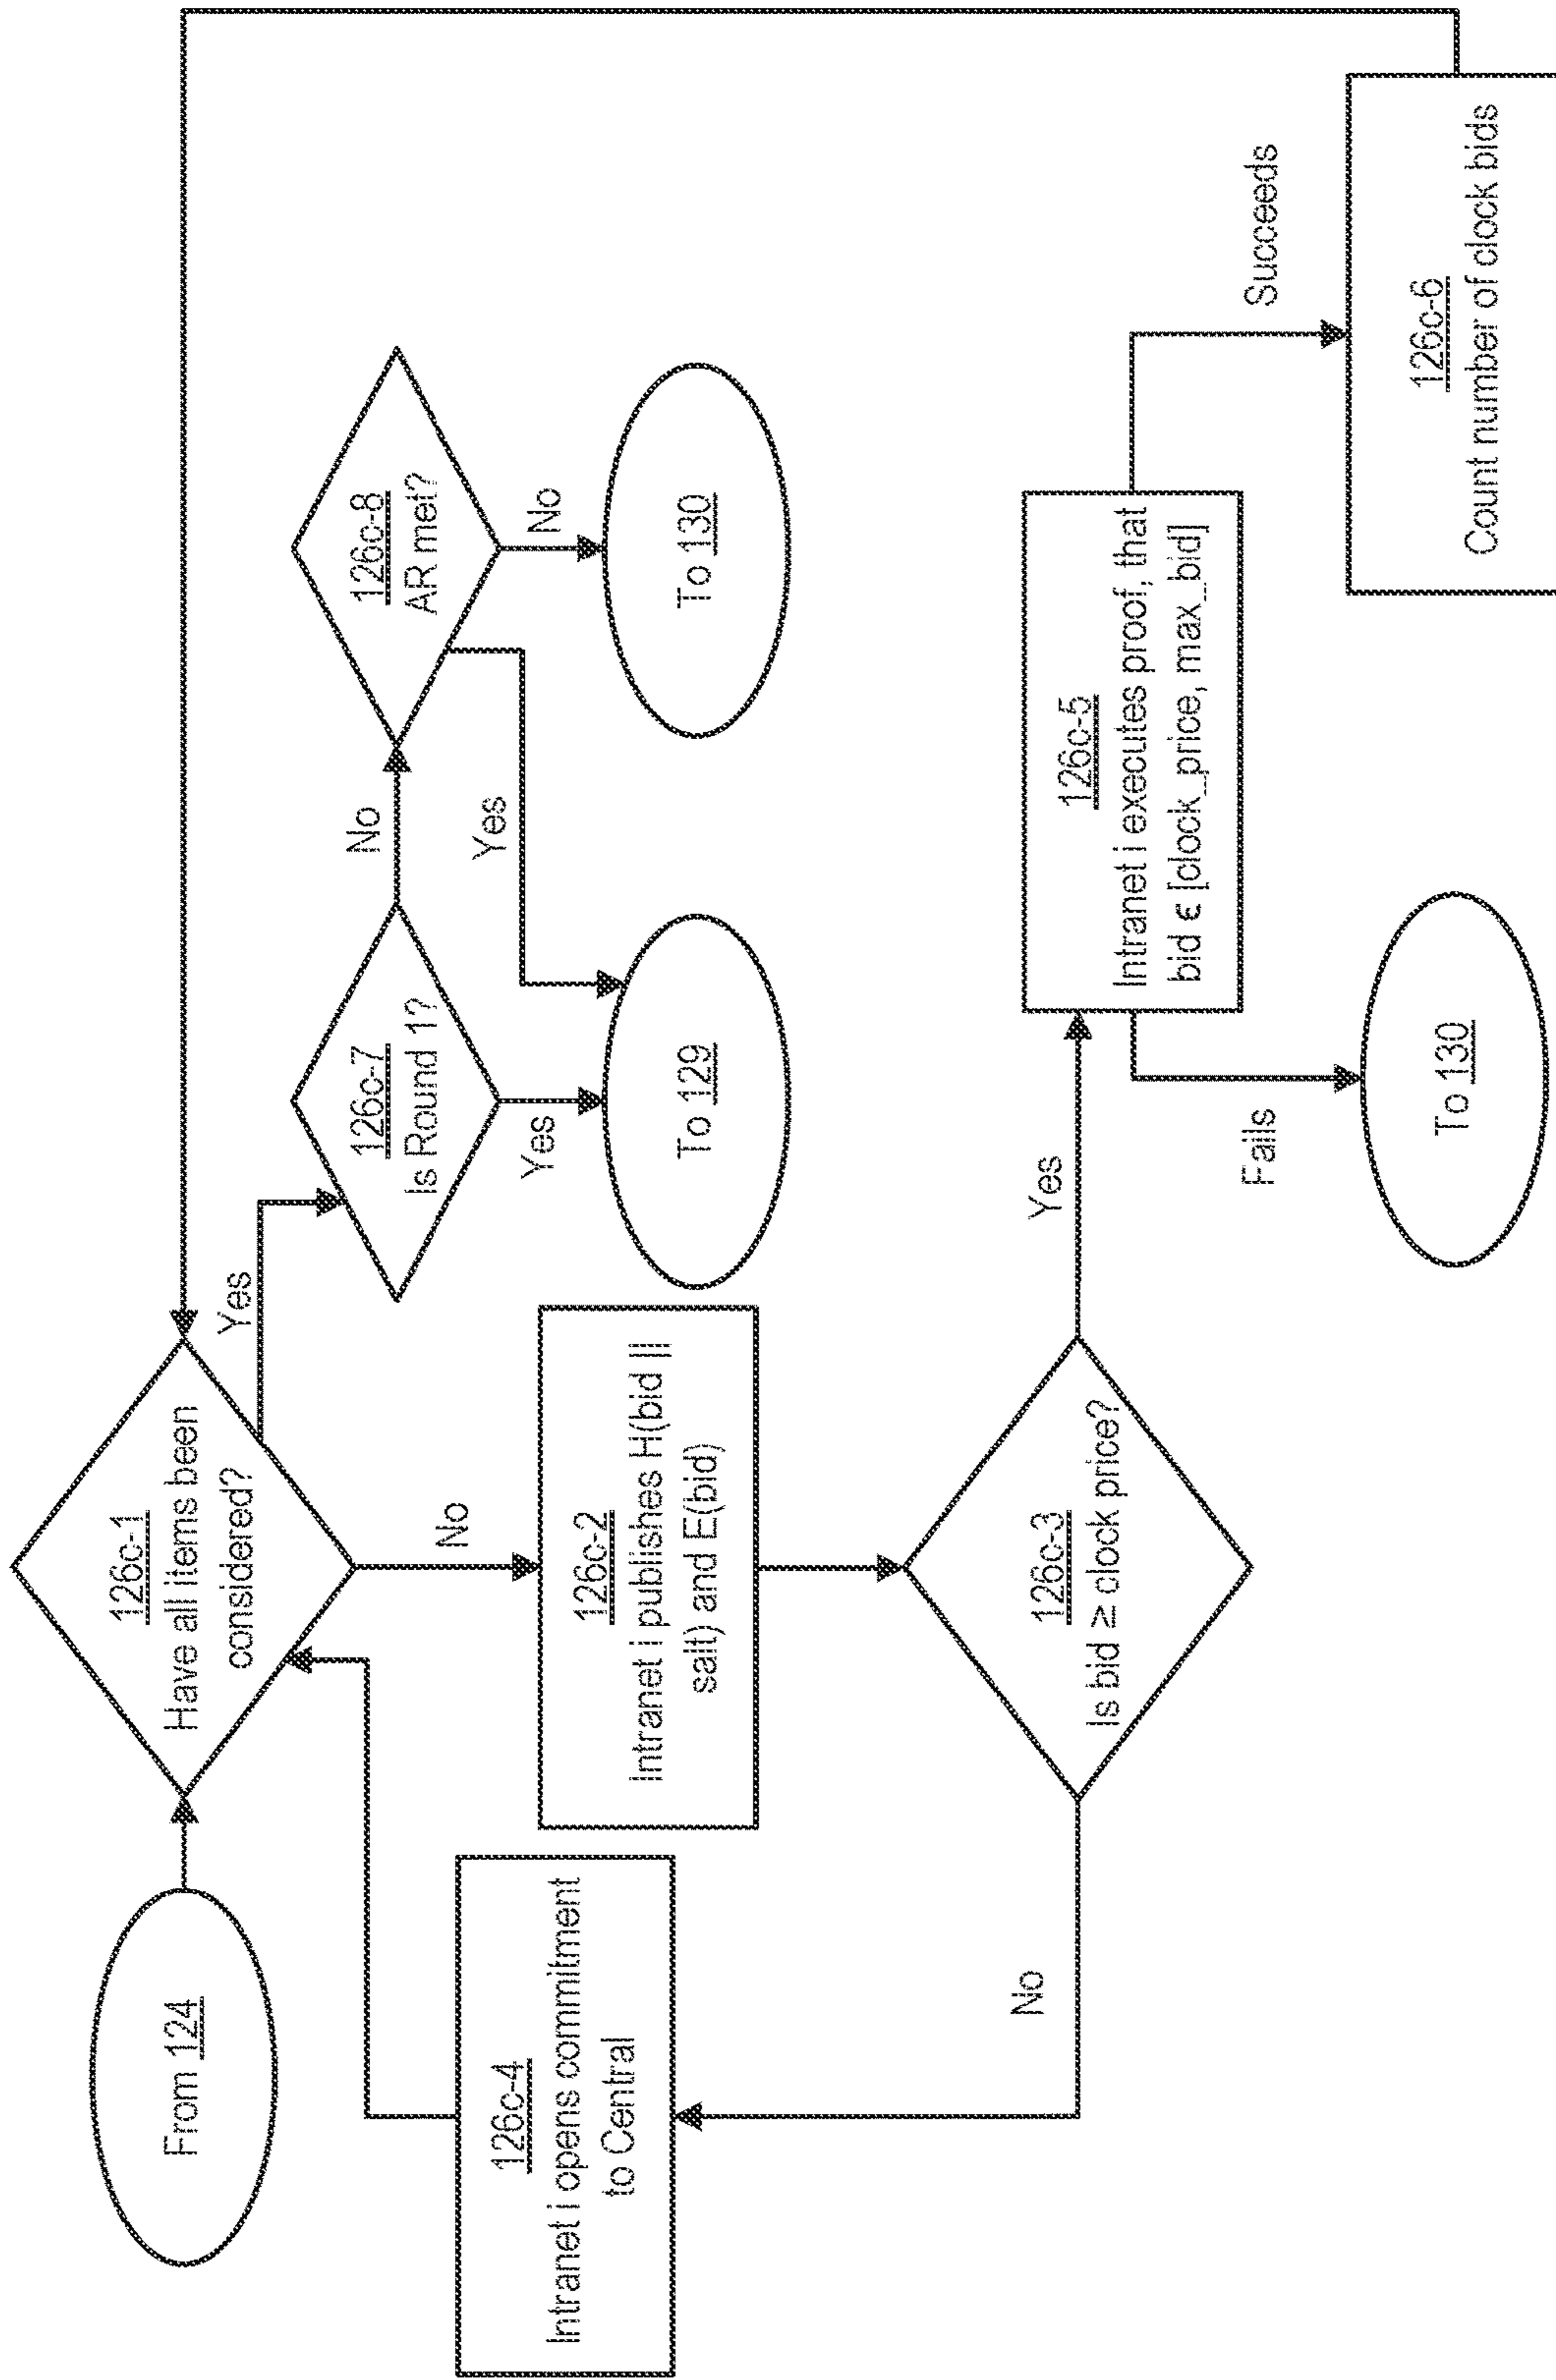 From 124
126c-1
Have all items been
considered?
Yes
No
126c-7
Is Round 1?
No
Yes
126c-8
AR met?
Yes
No
To 129
To 130
126c-4
Intranet i opens commitment
to Central
126c-2
Intranet i publishes H(bid ||
salt) and E(bid)
126c-3
Is bid ≥ clock price?
No
Yes
126c-5
Intranet i executes proof, that
bid ϵ [clock_price, max_bid]
Fails
Succeeds
To 130
126c-6
Count number of clock bids